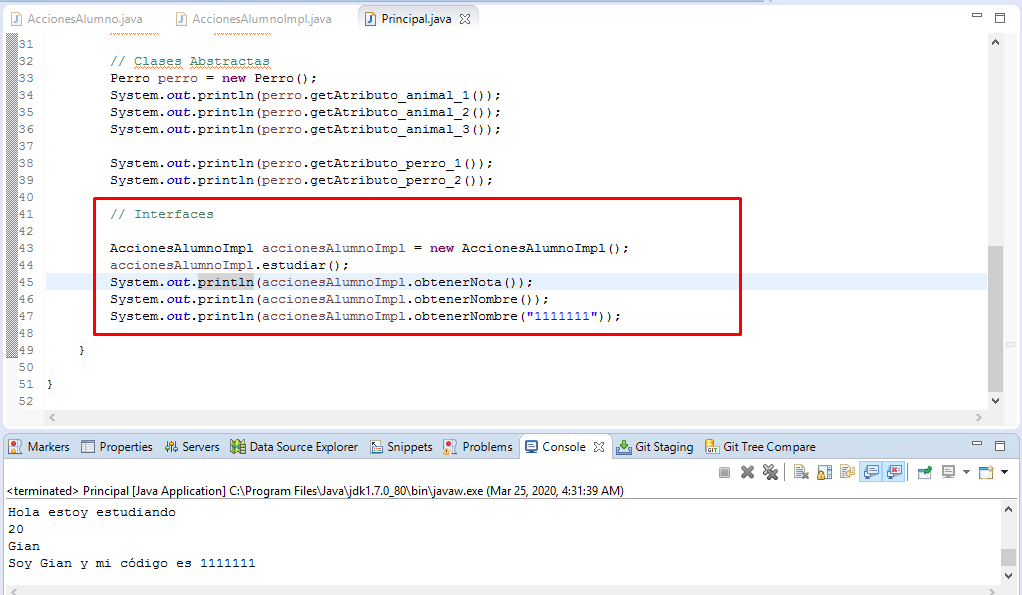 AccionesAlumno.java AccionesAlumnoImpl.java Principal.java
31
32 // Clases Abstractas
33 Perro perro = new Perro();
34 System.out.println(perro.getAtributo_animal_1());
35 System.out.println(perro.getAtributo_animal_2());
36 System.out.println(perro.getAtributo_animal_3());
37
38 System.out.println(perro.getAtributo_perro_1());
39 System.out.println(perro.getAtributo_perro_2());
40
41 // Interfaces
42
43 AccionesAlumnoImpl accionesAlumnoImpl = new AccionesAlumnoImpl();
44 accionesAlumnoImpl.estudiar();
45 System.out.println(accionesAlumnoImpl.obtenerNota());
46 System.out.println(accionesAlumnoImpl.obtenerNombre());
47 System.out.println(accionesAlumnoImpl.obtenerNombre("1111111"));
48
49 }
50
51 }
52
Markers Properties Servers Data Source Explorer Snippets Problems Console Git Staging Git Tree Compare
<terminated> Principal [Java Application] C:\Program Files\Java\jdk1.7.0_80\bin\javaw.exe (Mar 25, 2020, 4:31:39 AM)
Hola estoy estudiando
20
Gian
Soy Gian y mi código es 1111111